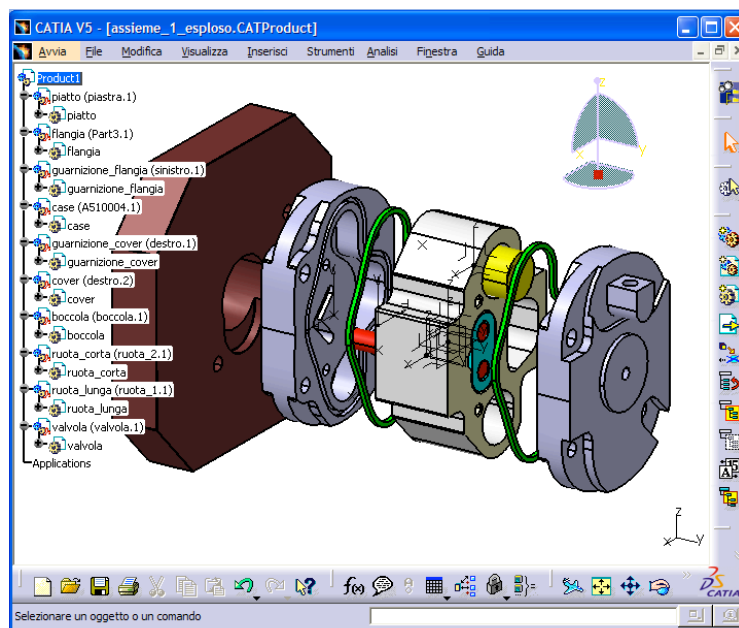 CATIA V5 - [assieme_1_esploso.CATProduct]
Avvia File Modifica Visualizza Inserisci Strumenti Analisi Finestra Guida
Product1
piatto (piastra.1)
piatto
flangia (Part3.1)
flangia
guarnizione_flangia (sinistro.1)
guarnizione_flangia
case (A510004.1)
case
guarnizione_cover (destro.1)
guarnizione_cover
cover (destro.2)
cover
boccola (boccola.1)
boccola
ruota_corta (ruota_2.1)
ruota_corta
ruota_lunga (ruota_1.1)
ruota_lunga
valvola (valvola.1)
valvola
Applications
z
x
y
z
x
y
f(x)
CATIA
Selezionare un oggetto o un comando